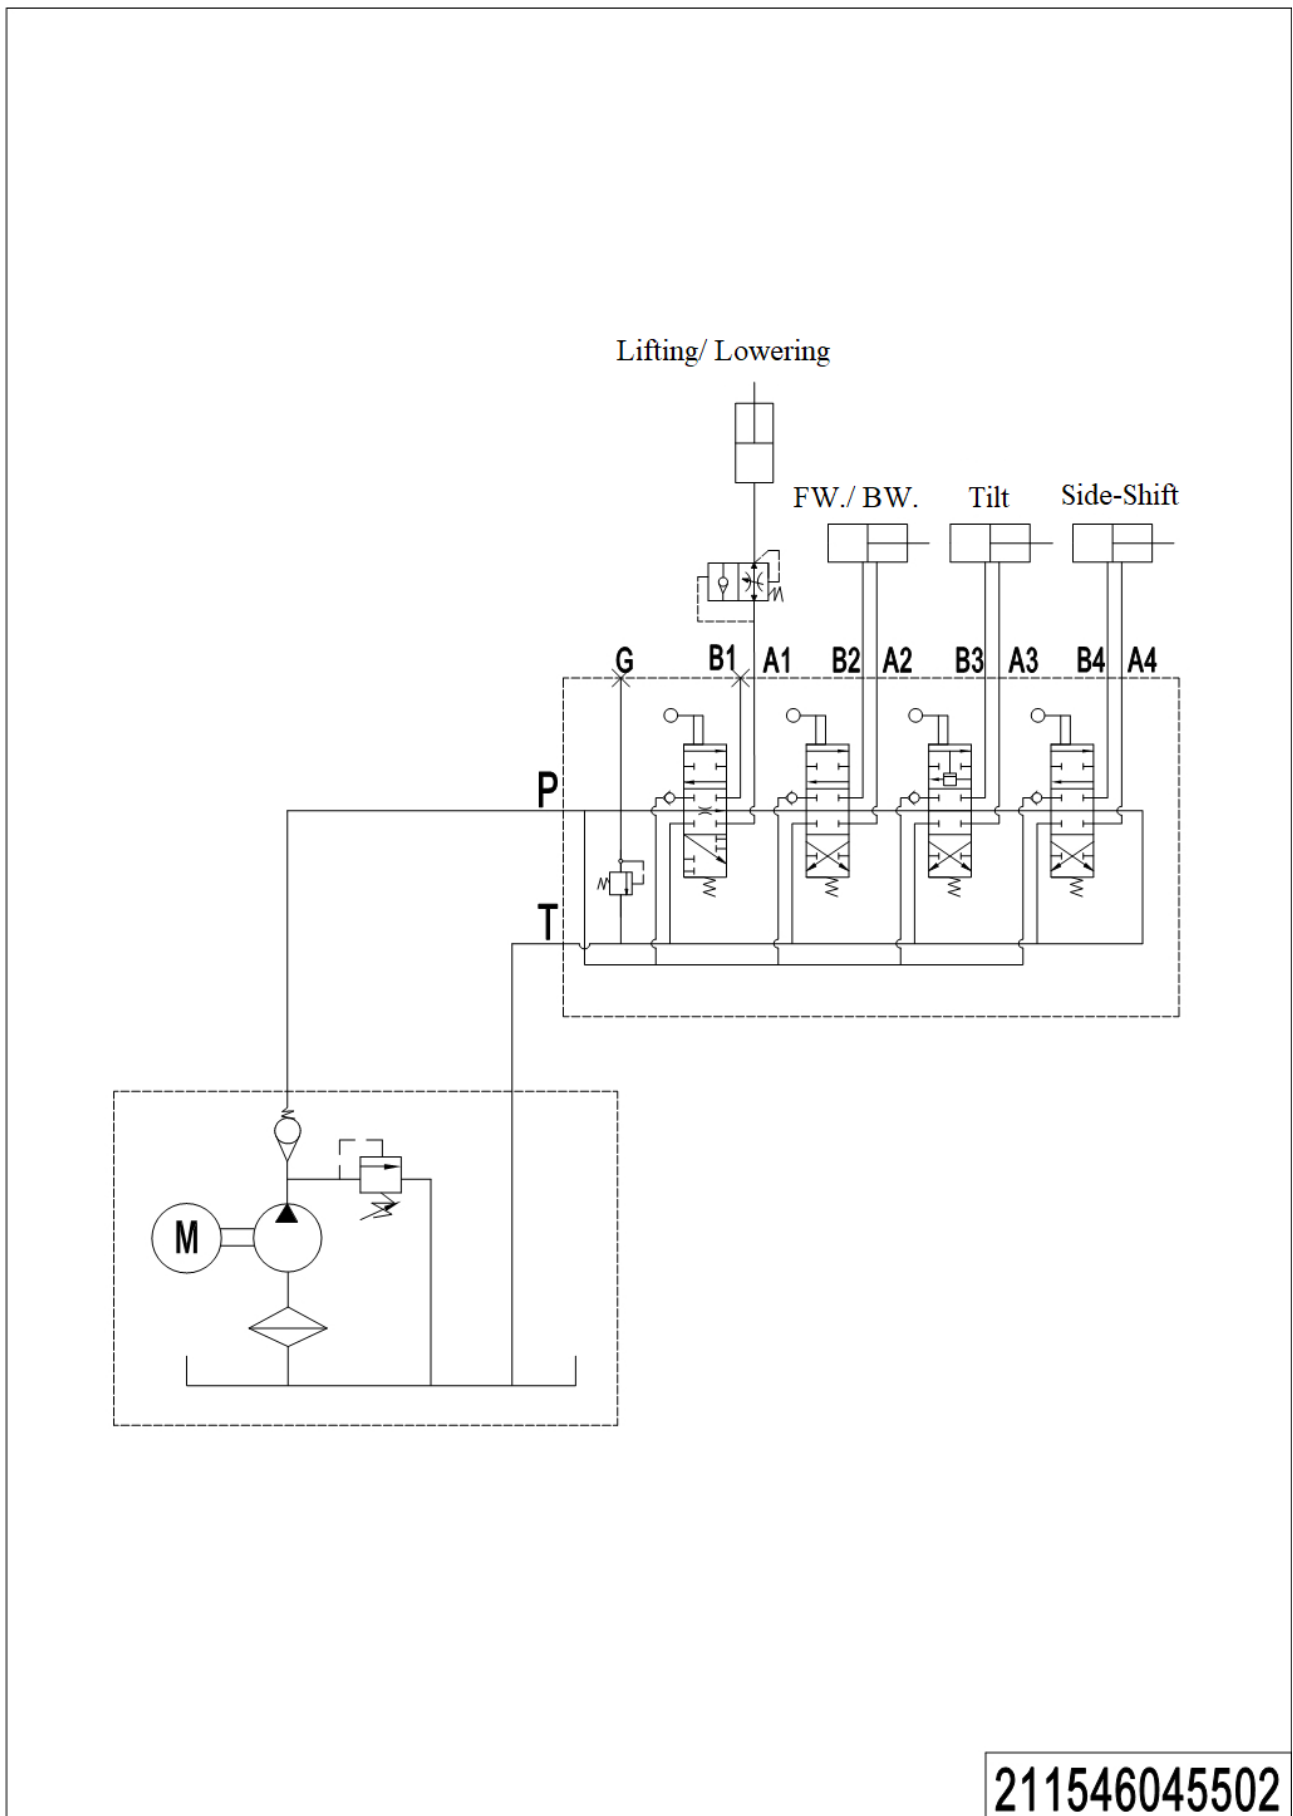 Lifting/ Lowering
FW./ BW. Tilt Side-Shift
G B1 A1 B2 A2 B3 A3 B4 A4
P
T
M
211546045502